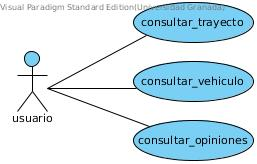 Visual Paradigm Standard Edition(Universidad Granada)
consultar_trayecto
consultar_vehiculo
usuario
consultar_opiniones